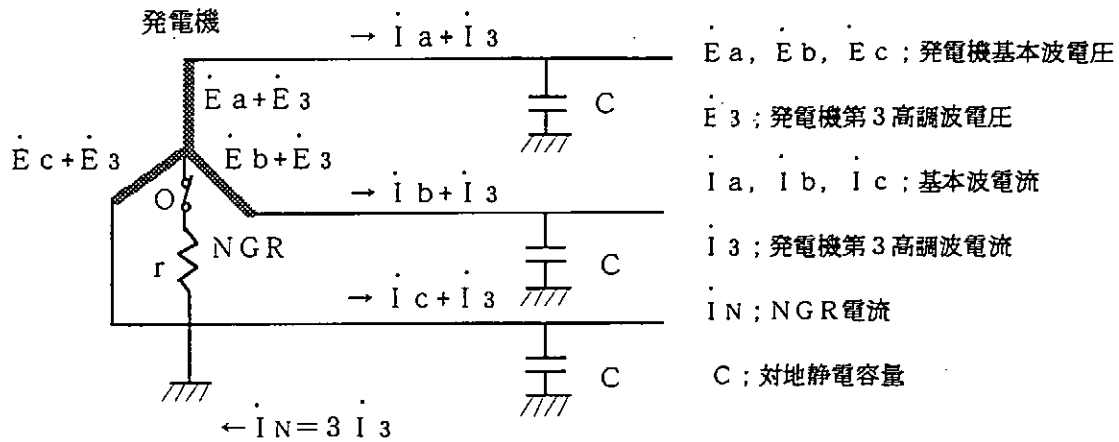 発電機
→ İa+İ3
Ėa+Ė3
Ėc+Ė3
Ėb+Ė3
C
→ İb+İ3
O
NGR
r
C
→ İc+İ3
C
←İN=3İ3
Ėa, Ėb, Ėc;発電機基本波電圧
Ė3;発電機第3高調波電圧
İa, İb, İc;基本波電流
İ3;発電機第3高調波電流
İN;NGR電流
C;対地静電容量